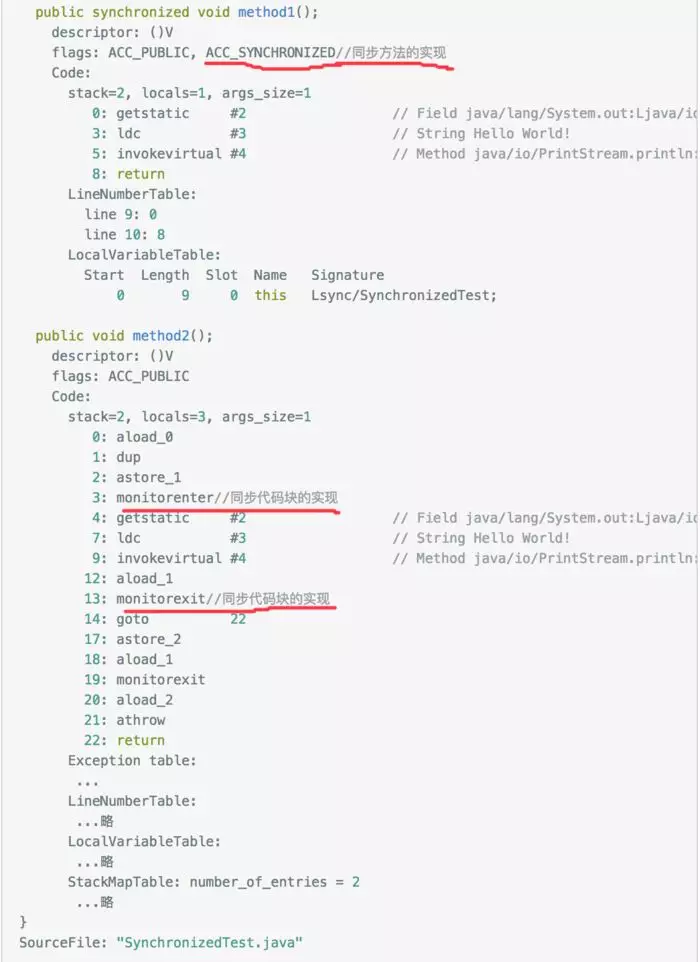 public synchronized void method1();
descriptor: ()V
flags: ACC_PUBLIC, ACC_SYNCHRONIZED//同步方法的实现
Code:
stack=2, locals=1, args_size=1
0: getstatic #2 // Field java/lang/System.out:Ljava/io
3: ldc #3 // String Hello World!
5: invokevirtual #4 // Method java/io/PrintStream.println:
8: return
LineNumberTable:
line 9: 0
line 10: 8
LocalVariableTable:
Start Length Slot Name Signature
0 9 0 this Lsync/SynchronizedTest;
public void method2();
descriptor: ()V
flags: ACC_PUBLIC
Code:
stack=2, locals=3, args_size=1
0: aload_0
1: dup
2: astore_1
3: monitorenter//同步代码块的实现
4: getstatic #2 // Field java/lang/System.out:Ljava/io
7: ldc #3 // String Hello World!
9: invokevirtual #4 // Method java/io/PrintStream.println:
12: aload_1
13: monitorexit//同步代码块的实现
14: goto 22
17: astore_2
18: aload_1
19: monitorexit
20: aload_2
21: athrow
22: return
Exception table:
...
LineNumberTable:
...略
LocalVariableTable:
...略
StackMapTable: number_of_entries = 2
...略
}
SourceFile: "SynchronizedTest.java"